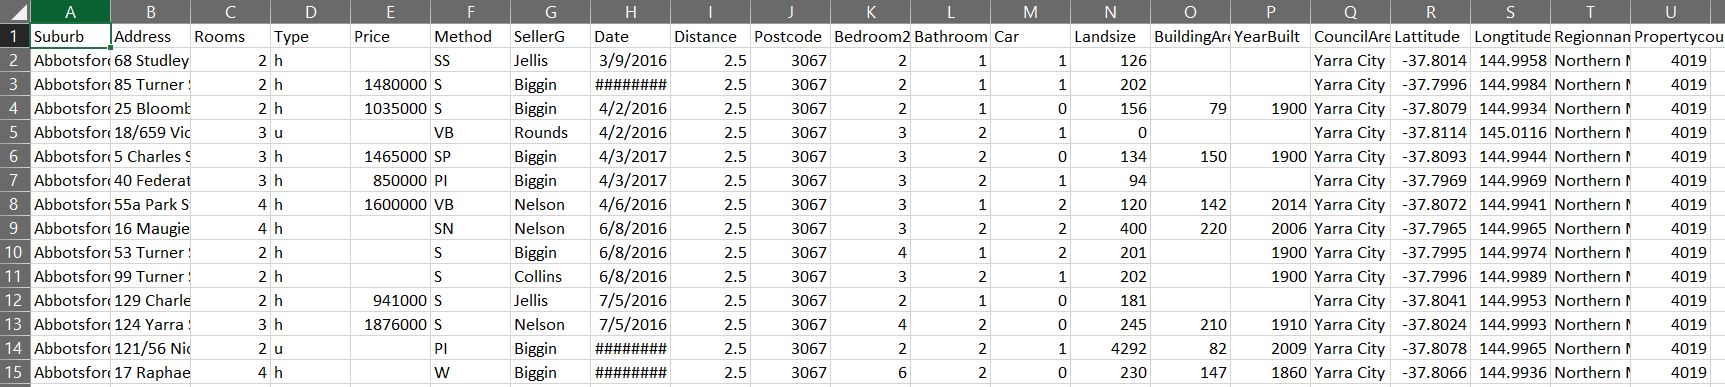 A B C D E F G H I J K L M N O P Q R S T U
1 Suburb Address Rooms Type Price Method SellerG Date Distance Postcode Bedroom2 Bathroom Car Landsize BuildingAre YearBuilt CouncilAre Lattitude Longtitude Regionnan Propertycou
2 Abbotsford 68 Studley 2 h SS Jellis 3/9/2016 2.5 3067 2 1 1 126 Yarra City -37.8014 144.9958 Northern 4019
3 Abbotsford 85 Turner 2 h 1480000 S Biggin ######## 2.5 3067 2 1 1 202 Yarra City -37.7996 144.9984 Northern 4019
4 Abbotsford 25 Bloomb 2 h 1035000 S Biggin 4/2/2016 2.5 3067 2 1 0 156 79 1900 Yarra City -37.8079 144.9934 Northern 4019
5 Abbotsford 18/659 Vic 3 u VB Rounds 4/2/2016 2.5 3067 3 2 1 0 Yarra City -37.8114 145.0116 Northern 4019
6 Abbotsford 5 Charles S 3 h 1465000 SP Biggin 4/3/2017 2.5 3067 3 2 0 134 150 1900 Yarra City -37.8093 144.9944 Northern 4019
7 Abbotsford 40 Federat 3 h 850000 PI Biggin 4/3/2017 2.5 3067 3 2 1 94 Yarra City -37.7969 144.9969 Northern 4019
8 Abbotsford 55a Park S 4 h 1600000 VB Nelson 4/6/2016 2.5 3067 3 1 2 120 142 2014 Yarra City -37.8072 144.9941 Northern 4019
9 Abbotsford 16 Maugie 4 h SN Nelson 6/8/2016 2.5 3067 3 2 2 400 220 2006 Yarra City -37.7965 144.9965 Northern 4019
10 Abbotsford 53 Turner 2 h S Biggin 6/8/2016 2.5 3067 4 1 2 201 1900 Yarra City -37.7995 144.9974 Northern 4019
11 Abbotsford 99 Turner 2 h S Collins 6/8/2016 2.5 3067 3 2 1 202 1900 Yarra City -37.7996 144.9989 Northern 4019
12 Abbotsford 129 Charle 2 h 941000 S Jellis 7/5/2016 2.5 3067 2 1 0 181 Yarra City -37.8041 144.9953 Northern 4019
13 Abbotsford 124 Yarra 3 h 1876000 S Nelson 7/5/2016 2.5 3067 4 2 0 245 210 1910 Yarra City -37.8024 144.9993 Northern 4019
14 Abbotsford 121/56 Nic 2 u PI Biggin ######## 2.5 3067 2 2 1 4292 82 2009 Yarra City -37.8078 144.9965 Northern 4019
15 Abbotsford 17 Raphae 4 h W Biggin ######## 2.5 3067 6 2 0 230 147 1860 Yarra City -37.8066 144.9936 Northern 4019